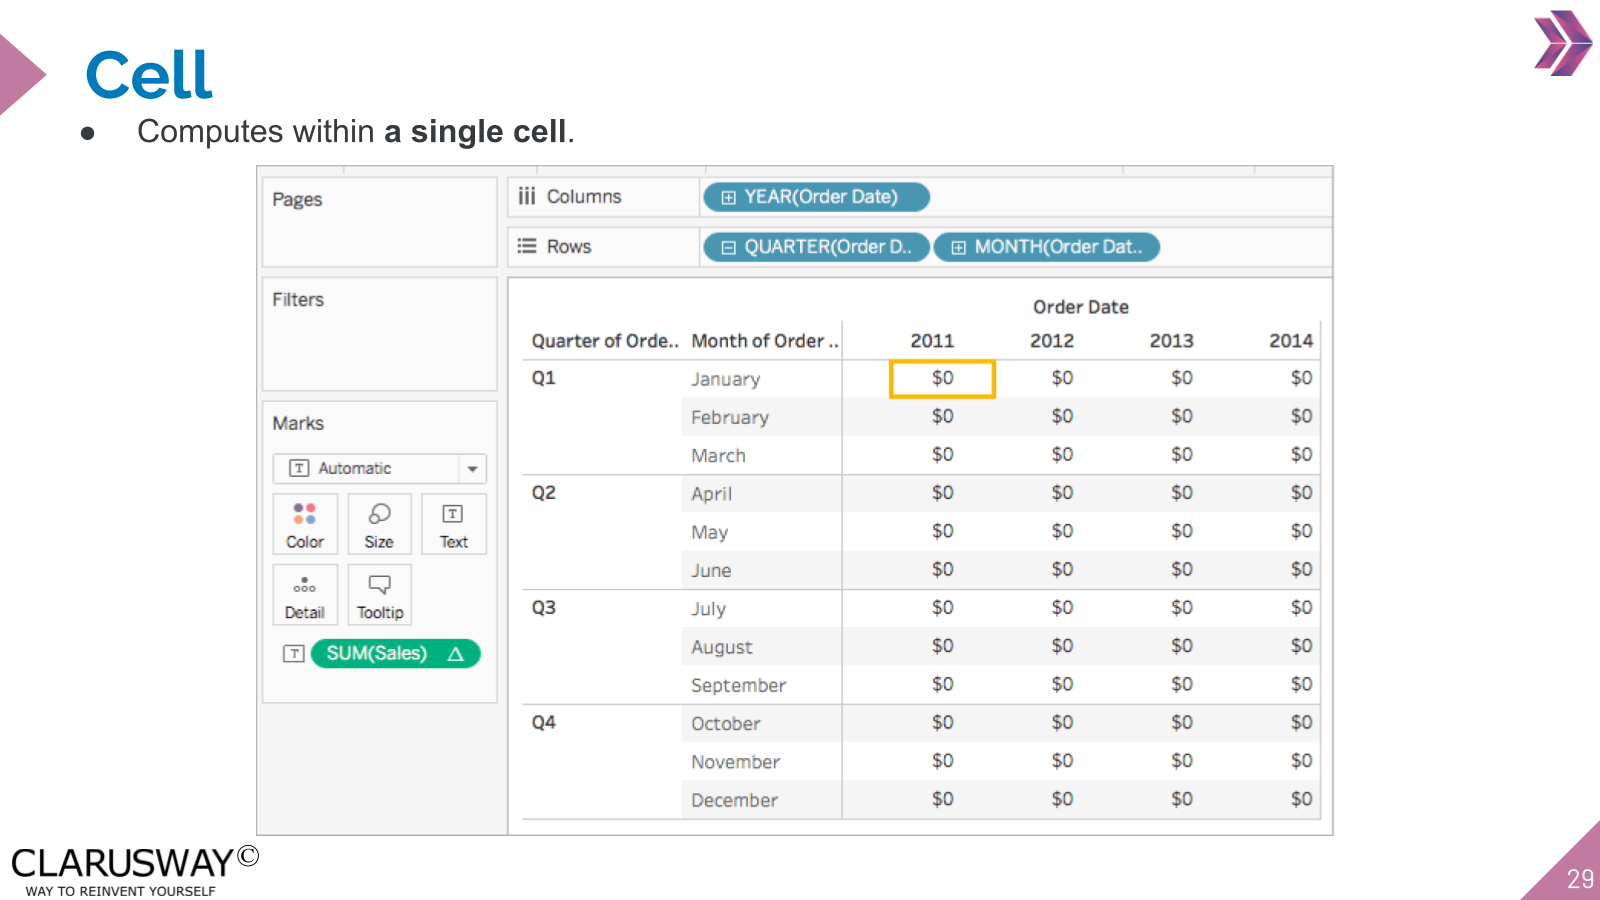 Cell
● Computes within a single cell.
Pages
Columns YEAR(Order Date)
Rows QUARTER(Order D.. MONTH(Order Dat..
Filters
Order Date
Quarter of Orde.. Month of Order .. 2011 2012 2013 2014
Q1 January $0 $0 $0 $0
February $0 $0 $0 $0
March $0 $0 $0 $0
Q2 April $0 $0 $0 $0
May $0 $0 $0 $0
June $0 $0 $0 $0
Q3 July $0 $0 $0 $0
August $0 $0 $0 $0
September $0 $0 $0 $0
Q4 October $0 $0 $0 $0
November $0 $0 $0 $0
December $0 $0 $0 $0
Marks
T Automatic
Color Size T Text
Detail Tooltip
T SUM(Sales) △
CLARUSWAY©
WAY TO REINVENT YOURSELF
29